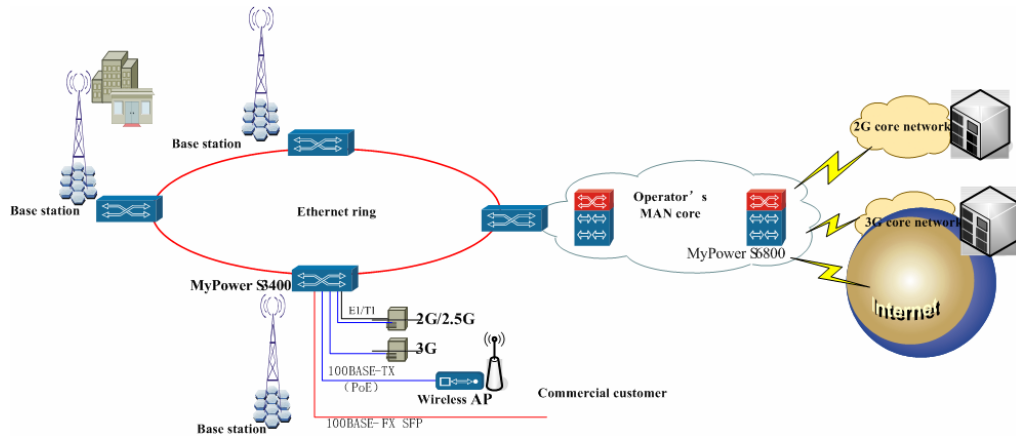 Base station
Base station
Ethernet ring
Operator's
MAN core
2G core network
3G core network
MyPower S6800
Internet
MyPower S3400
E1/T1
2G/2.5G
3G
100BASE-TX
(PoE)
Wireless AP
Commercial customer
100BASE-FX SFP
Base station